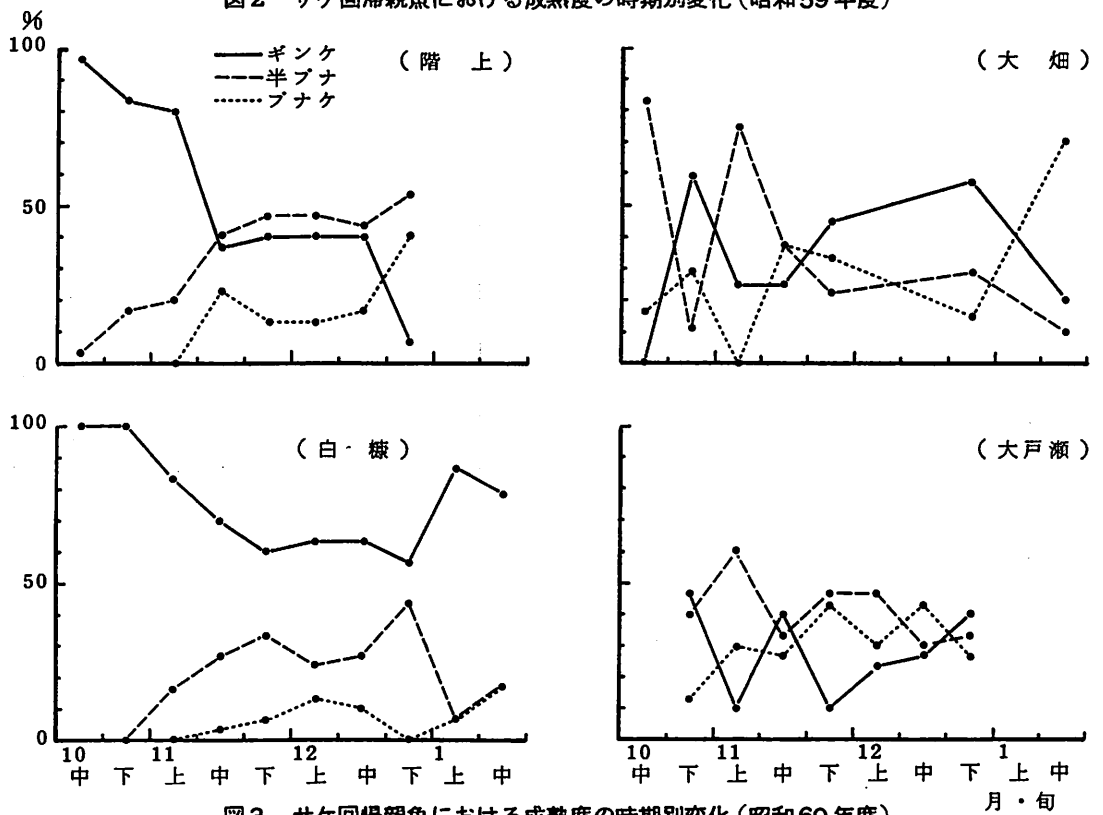 %
100
50
0
ギンケ
半ブナ
ブナケ
(階 上)
(大 畑)
100
50
0
(白 糠)
(大戸瀬)
10 11 12 1
中 下 上 中 下 上 中 下 上 中
10 11 12 1
中 下 上 中 下 上 中 下 上 中
月・旬